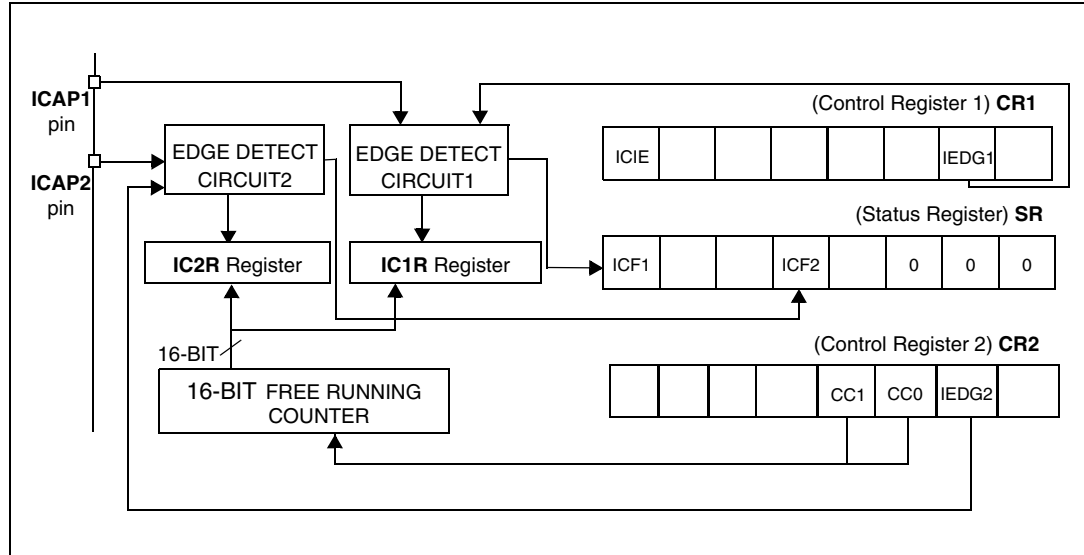 ICAP1
pin
ICAP2
pin
EDGE DETECT
CIRCUIT2
EDGE DETECT
CIRCUIT1
IC2R Register
IC1R Register
16-BIT
16-BIT FREE RUNNING
COUNTER
(Control Register 1) CR1
ICIE IEDG1
(Status Register) SR
ICF1 ICF2 0 0 0
(Control Register 2) CR2
CC1 CC0 IEDG2